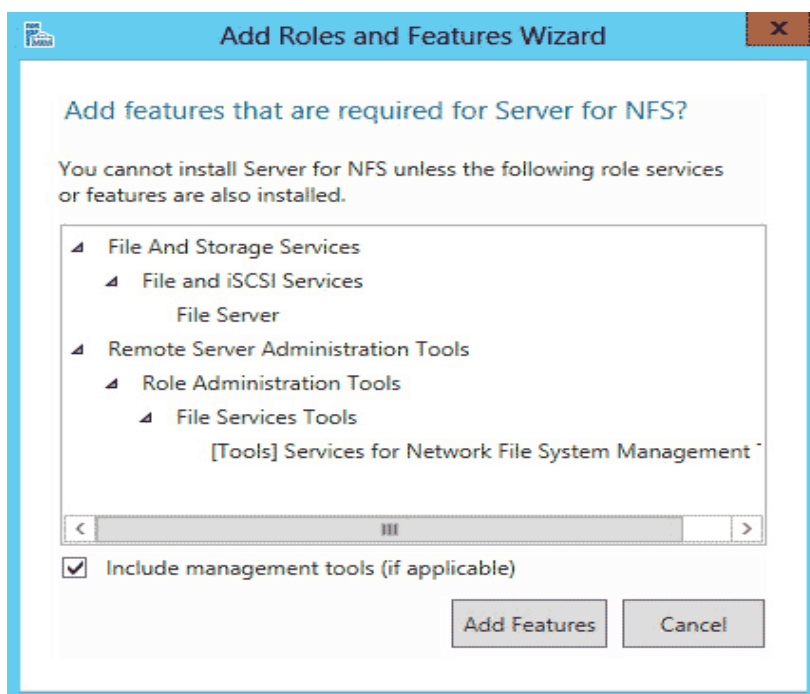 Add Roles and Features Wizard
x
Add features that are required for Server for NFS?
You cannot install Server for NFS unless the following role services
or features are also installed.
File And Storage Services
File and iSCSI Services
File Server
Remote Server Administration Tools
Role Administration Tools
File Services Tools
[Tools] Services for Network File System Management
Include management tools (if applicable)
Add Features
Cancel